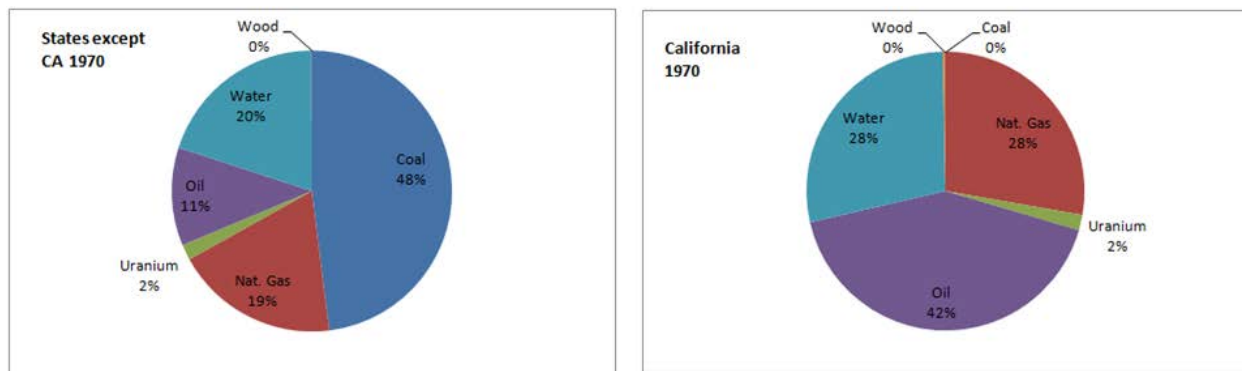 States except
CA 1970
Wood
0%
Water
20%
Coal
48%
Oil
11%
Uranium
2%
Nat. Gas
19%
California
1970
Wood
0%
Coal
0%
Water
28%
Nat. Gas
28%
Uranium
2%
Oil
42%